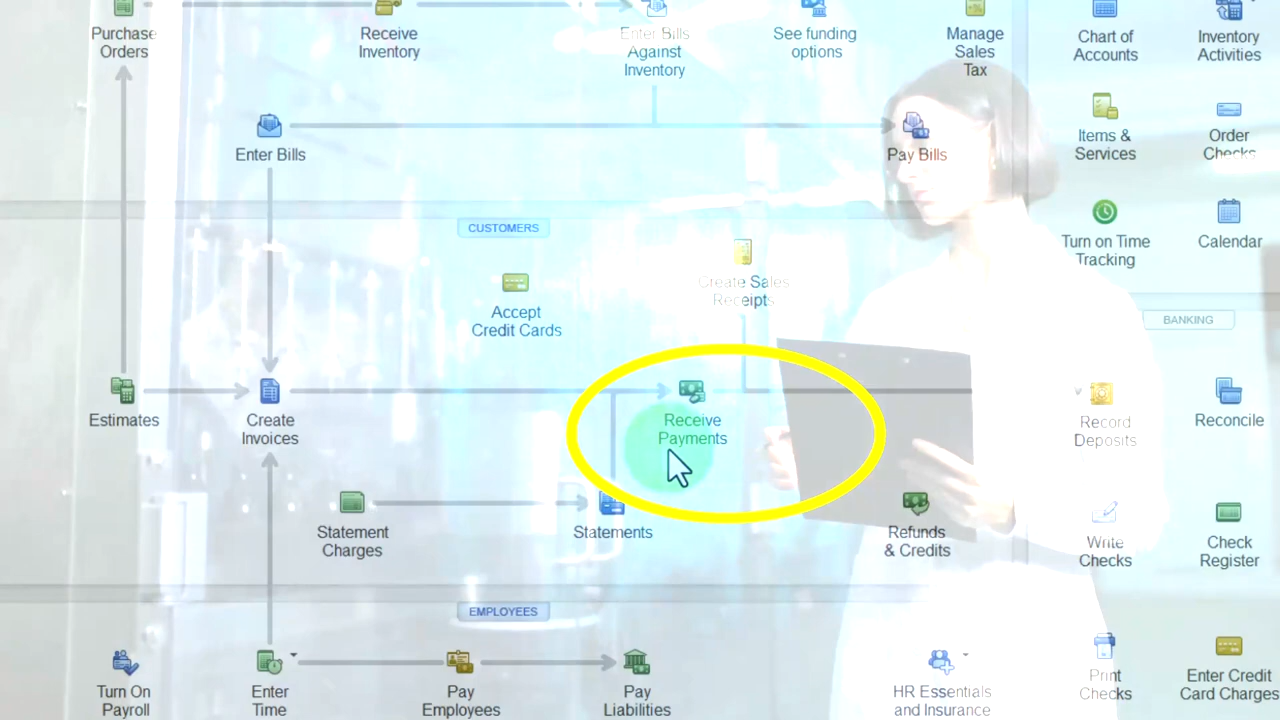 Purchase
Orders
Receive
Inventory
Enter Bills
Against
Inventory
See funding
options
Manage
Sales
Tax
Chart of
Accounts
Inventory
Activities
Enter Bills
Pay Bills
Items &
Services
Order
Checks
CUSTOMERS
Turn on Time
Tracking
Calendar
Accept
Credit Cards
Create Sales
Receipts
BANKING
Estimates
Create
Invoices
Receive
Payments
Record
Deposits
Reconcile
Statement
Charges
Statements
Refunds
& Credits
Write
Checks
Check
Register
EMPLOYEES
Turn On
Payroll
Enter
Time
Pay
Employees
Pay
Liabilities
HR Essentials
and Insurance
Print
Checks
Enter Credit
Card Charges